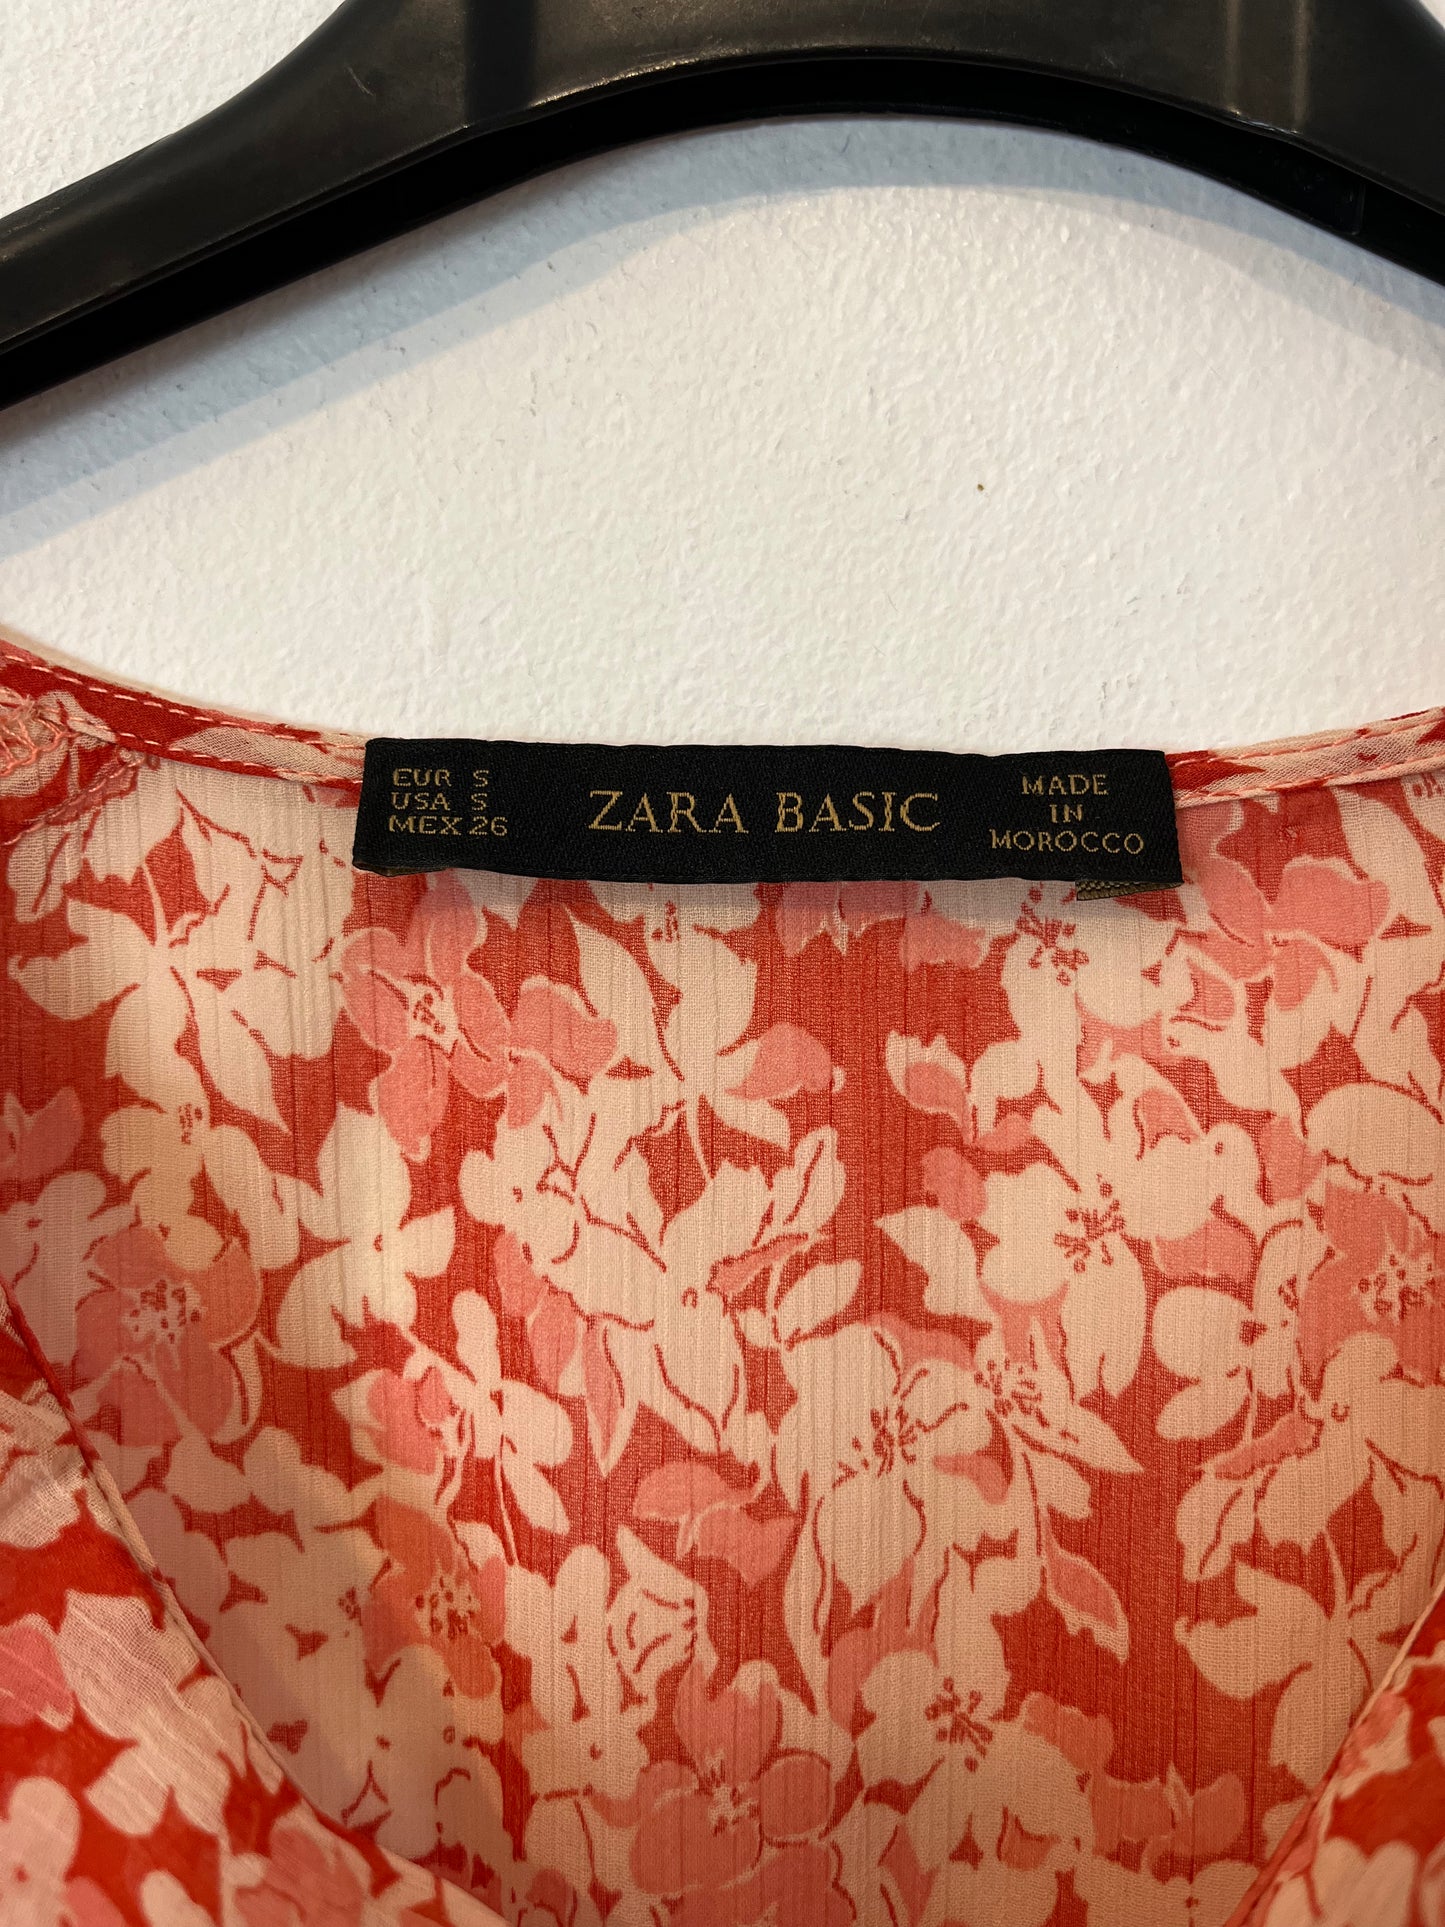 EUR S
USA S
MEX 26
ZARA BASIC
MADE
IN
MOROCCO